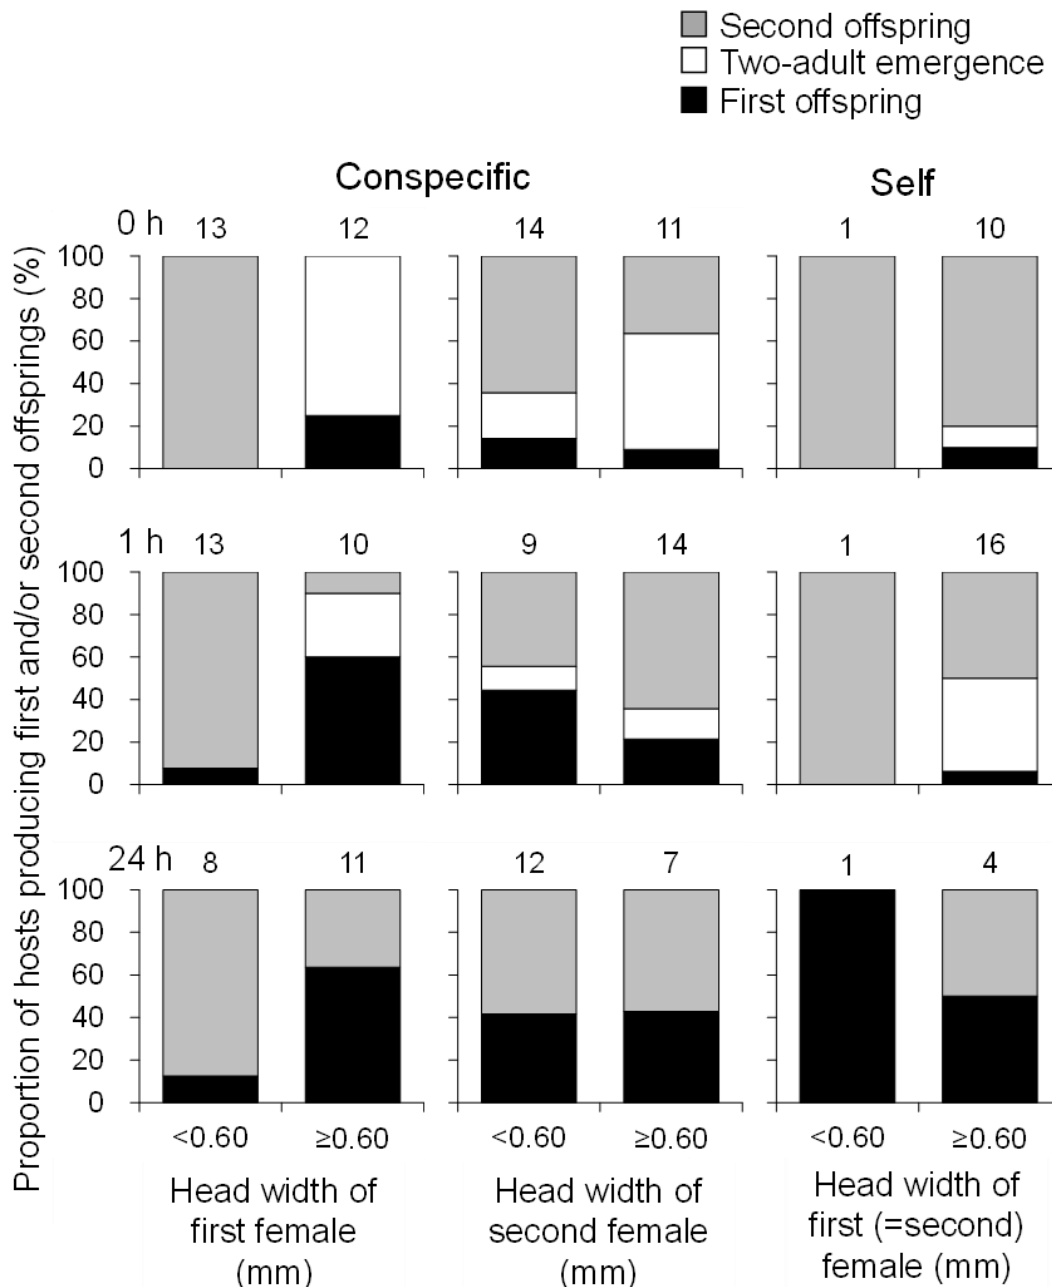 Second offspring
Two-adult emergence
First offspring
Conspecific
Self
Proportion of hosts producing first and/or second offsprings (%)
0 h
13 12 14 11 1 10
100
80
60
40
20
0
1 h
13 10 9 14 1 16
100
80
60
40
20
0
24 h
8 11 12 7 1 4
100
80
60
40
20
0
<0.60 ≥0.60 <0.60 ≥0.60 <0.60 ≥0.60
Head width of
first female
(mm)
Head width of
second female
(mm)
Head width of
first (=second)
female (mm)